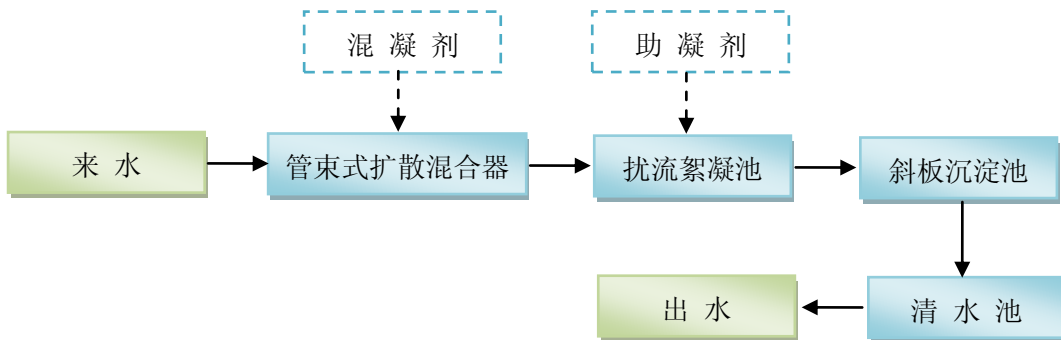 混 凝 剂
助 凝 剂
来 水
管束式扩散混合器
扰流絮凝池
斜板沉淀池
出 水
清 水 池